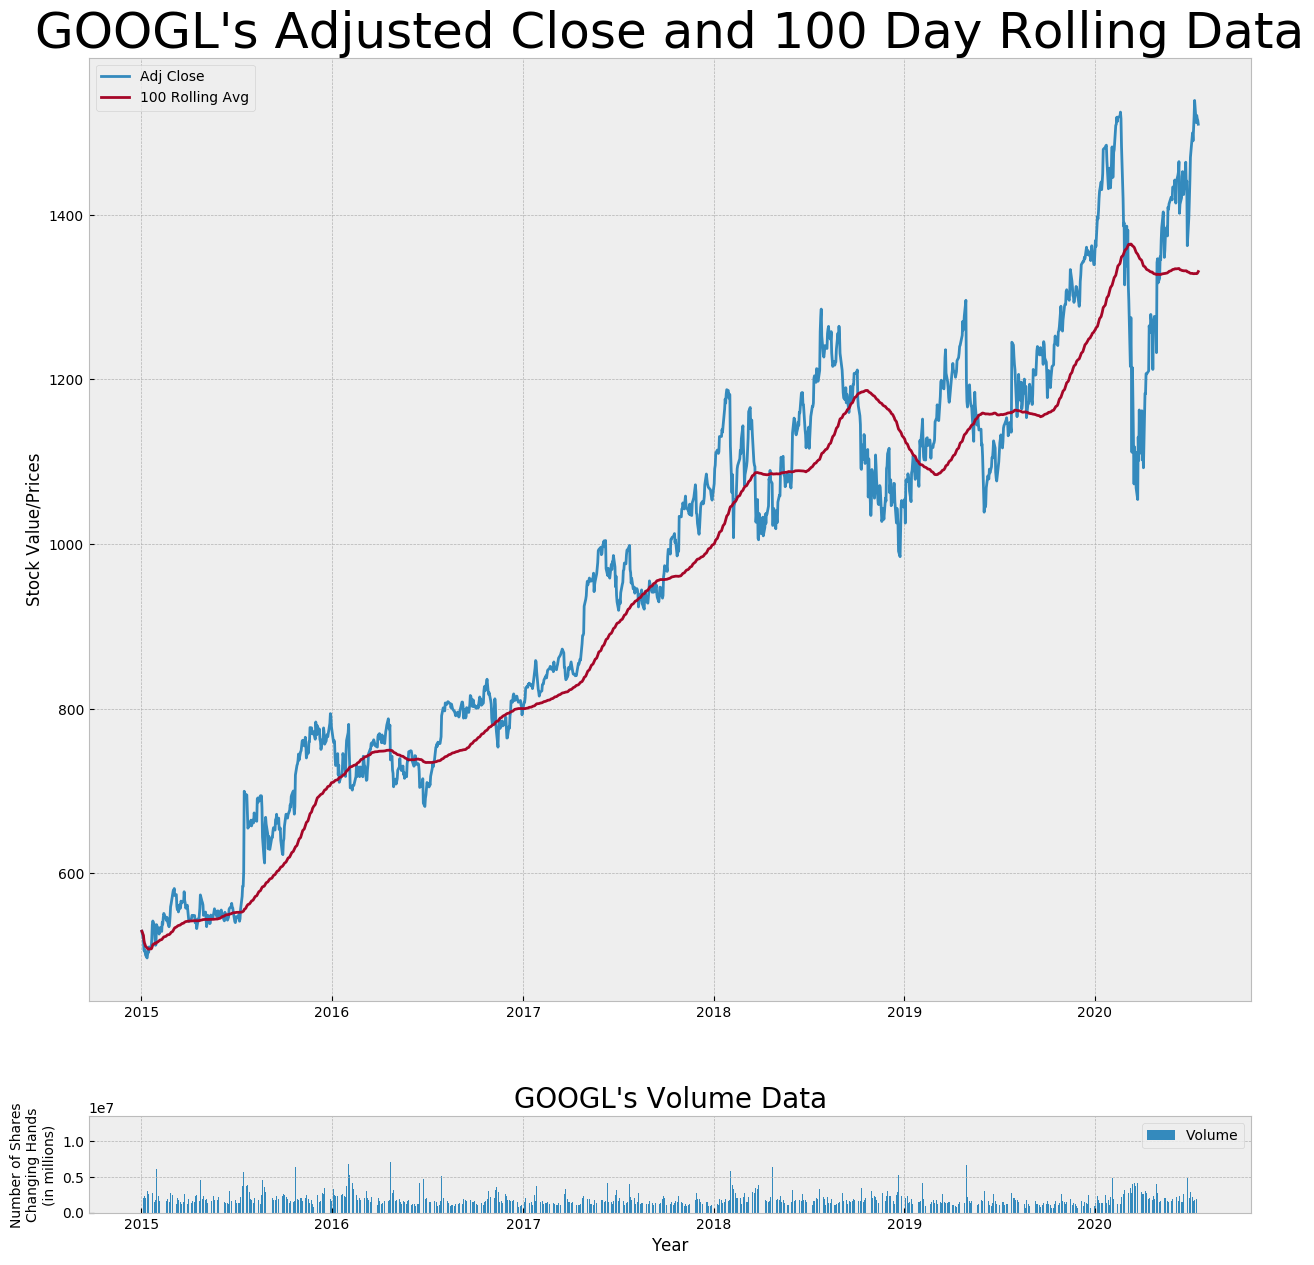 GOOGL's Adjusted Close and 100 Day Rolling Data
Adj Close
100 Rolling Avg
Stock Value/Prices
1400
1200
1000
800
600
2015 2016 2017 2018 2019 2020
GOOGL's Volume Data
1e7
Number of Shares
Changing Hands
(in millions)
Volume
1.0
0.5
0.0
2015 2016 2017 2018 2019 2020
Year